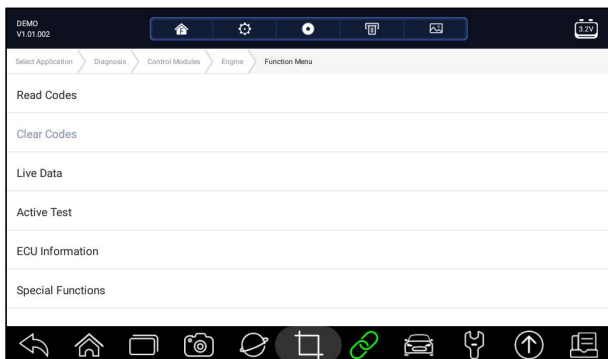 DEMO
V1.01.002
3.2V
Select Application Diagnosis Control Modules Engine Function Menu
Read Codes
Clear Codes
Live Data
Active Test
ECU Information
Special Functions